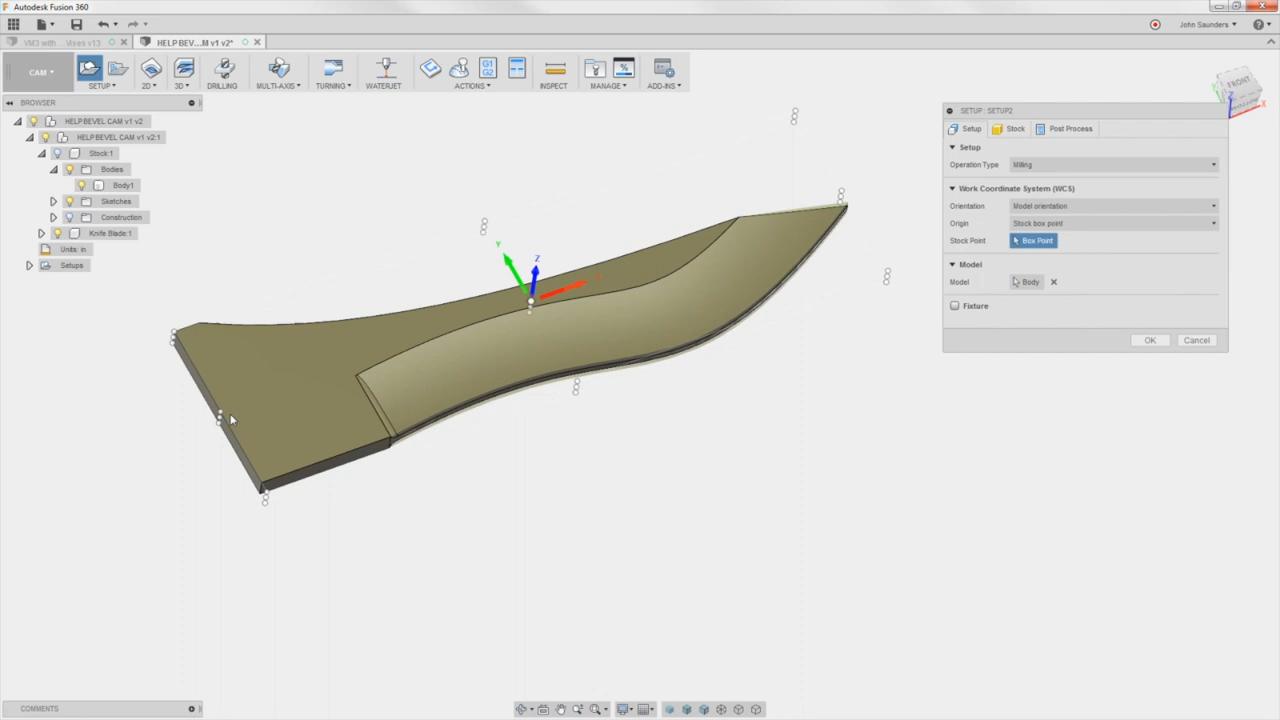 Autodesk Fusion 360
John Saunders
VM3 with ... Vises v13
HELP BEV...M v1 v2*
CAM
SETUP
2D
3D
DRILLING
MULTI-AXIS
TURNING
WATERJET
G1
G2
ACTIONS
INSPECT
MANAGE
ADD-INS
BROWSER
HELP BEVEL CAM v1 v2
HELP BEVEL CAM v1 v2:1
Stock:1
Bodies
Body1
Sketches
Construction
Knife Blade:1
Units: in
Setups
FRONT
X
Y
Z
SETUP : SETUP2
Setup
Stock
Post Process
Setup
Operation Type
Milling
Work Coordinate System (WCS)
Orientation
Model orientation
Origin
Stock box point
Stock Point
Box Point
Model
Model
Body
Fixture
OK
Cancel
COMMENTS